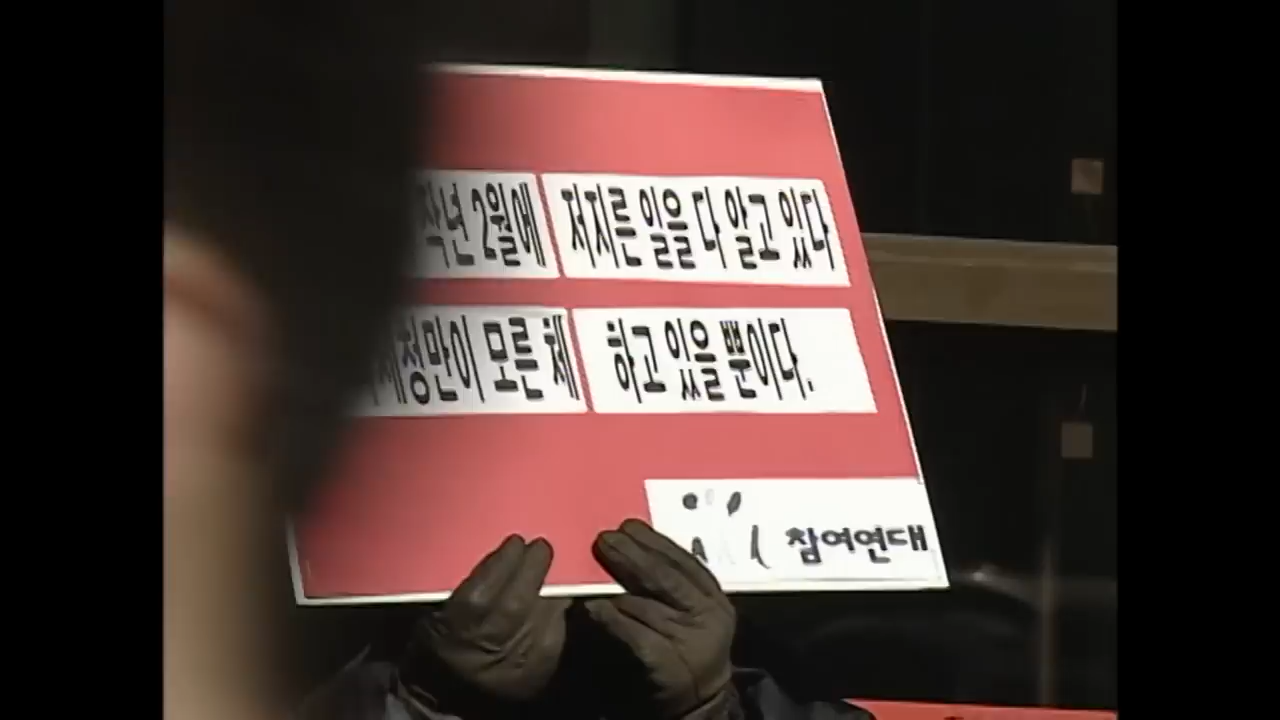 작년 2월에 저지른 일을 다 알고 있다
만이 모른 체 하고 있을 뿐이다.
참여연대